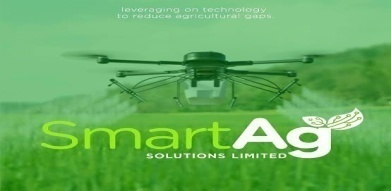 leveraging on technology
to reduce agricultural gaps
SmartAg
SOLUTIONS LIMITED